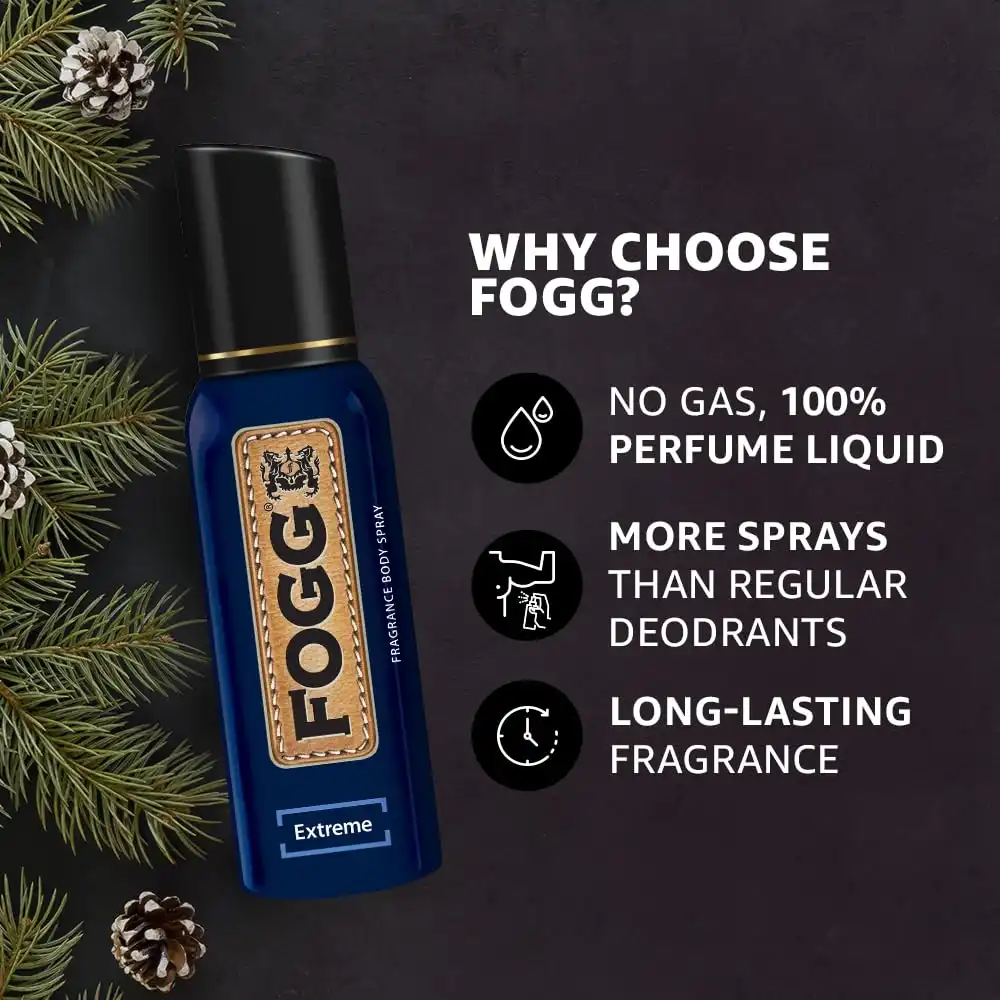 WHY CHOOSE
FOGG?
NO GAS, 100%
PERFUME LIQUID
MORE SPRAYS
THAN REGULAR
DEODRANTS
LONG-LASTING
FRAGRANCE
FOGG®
FRAGRANCE BODY SPRAY
Extreme